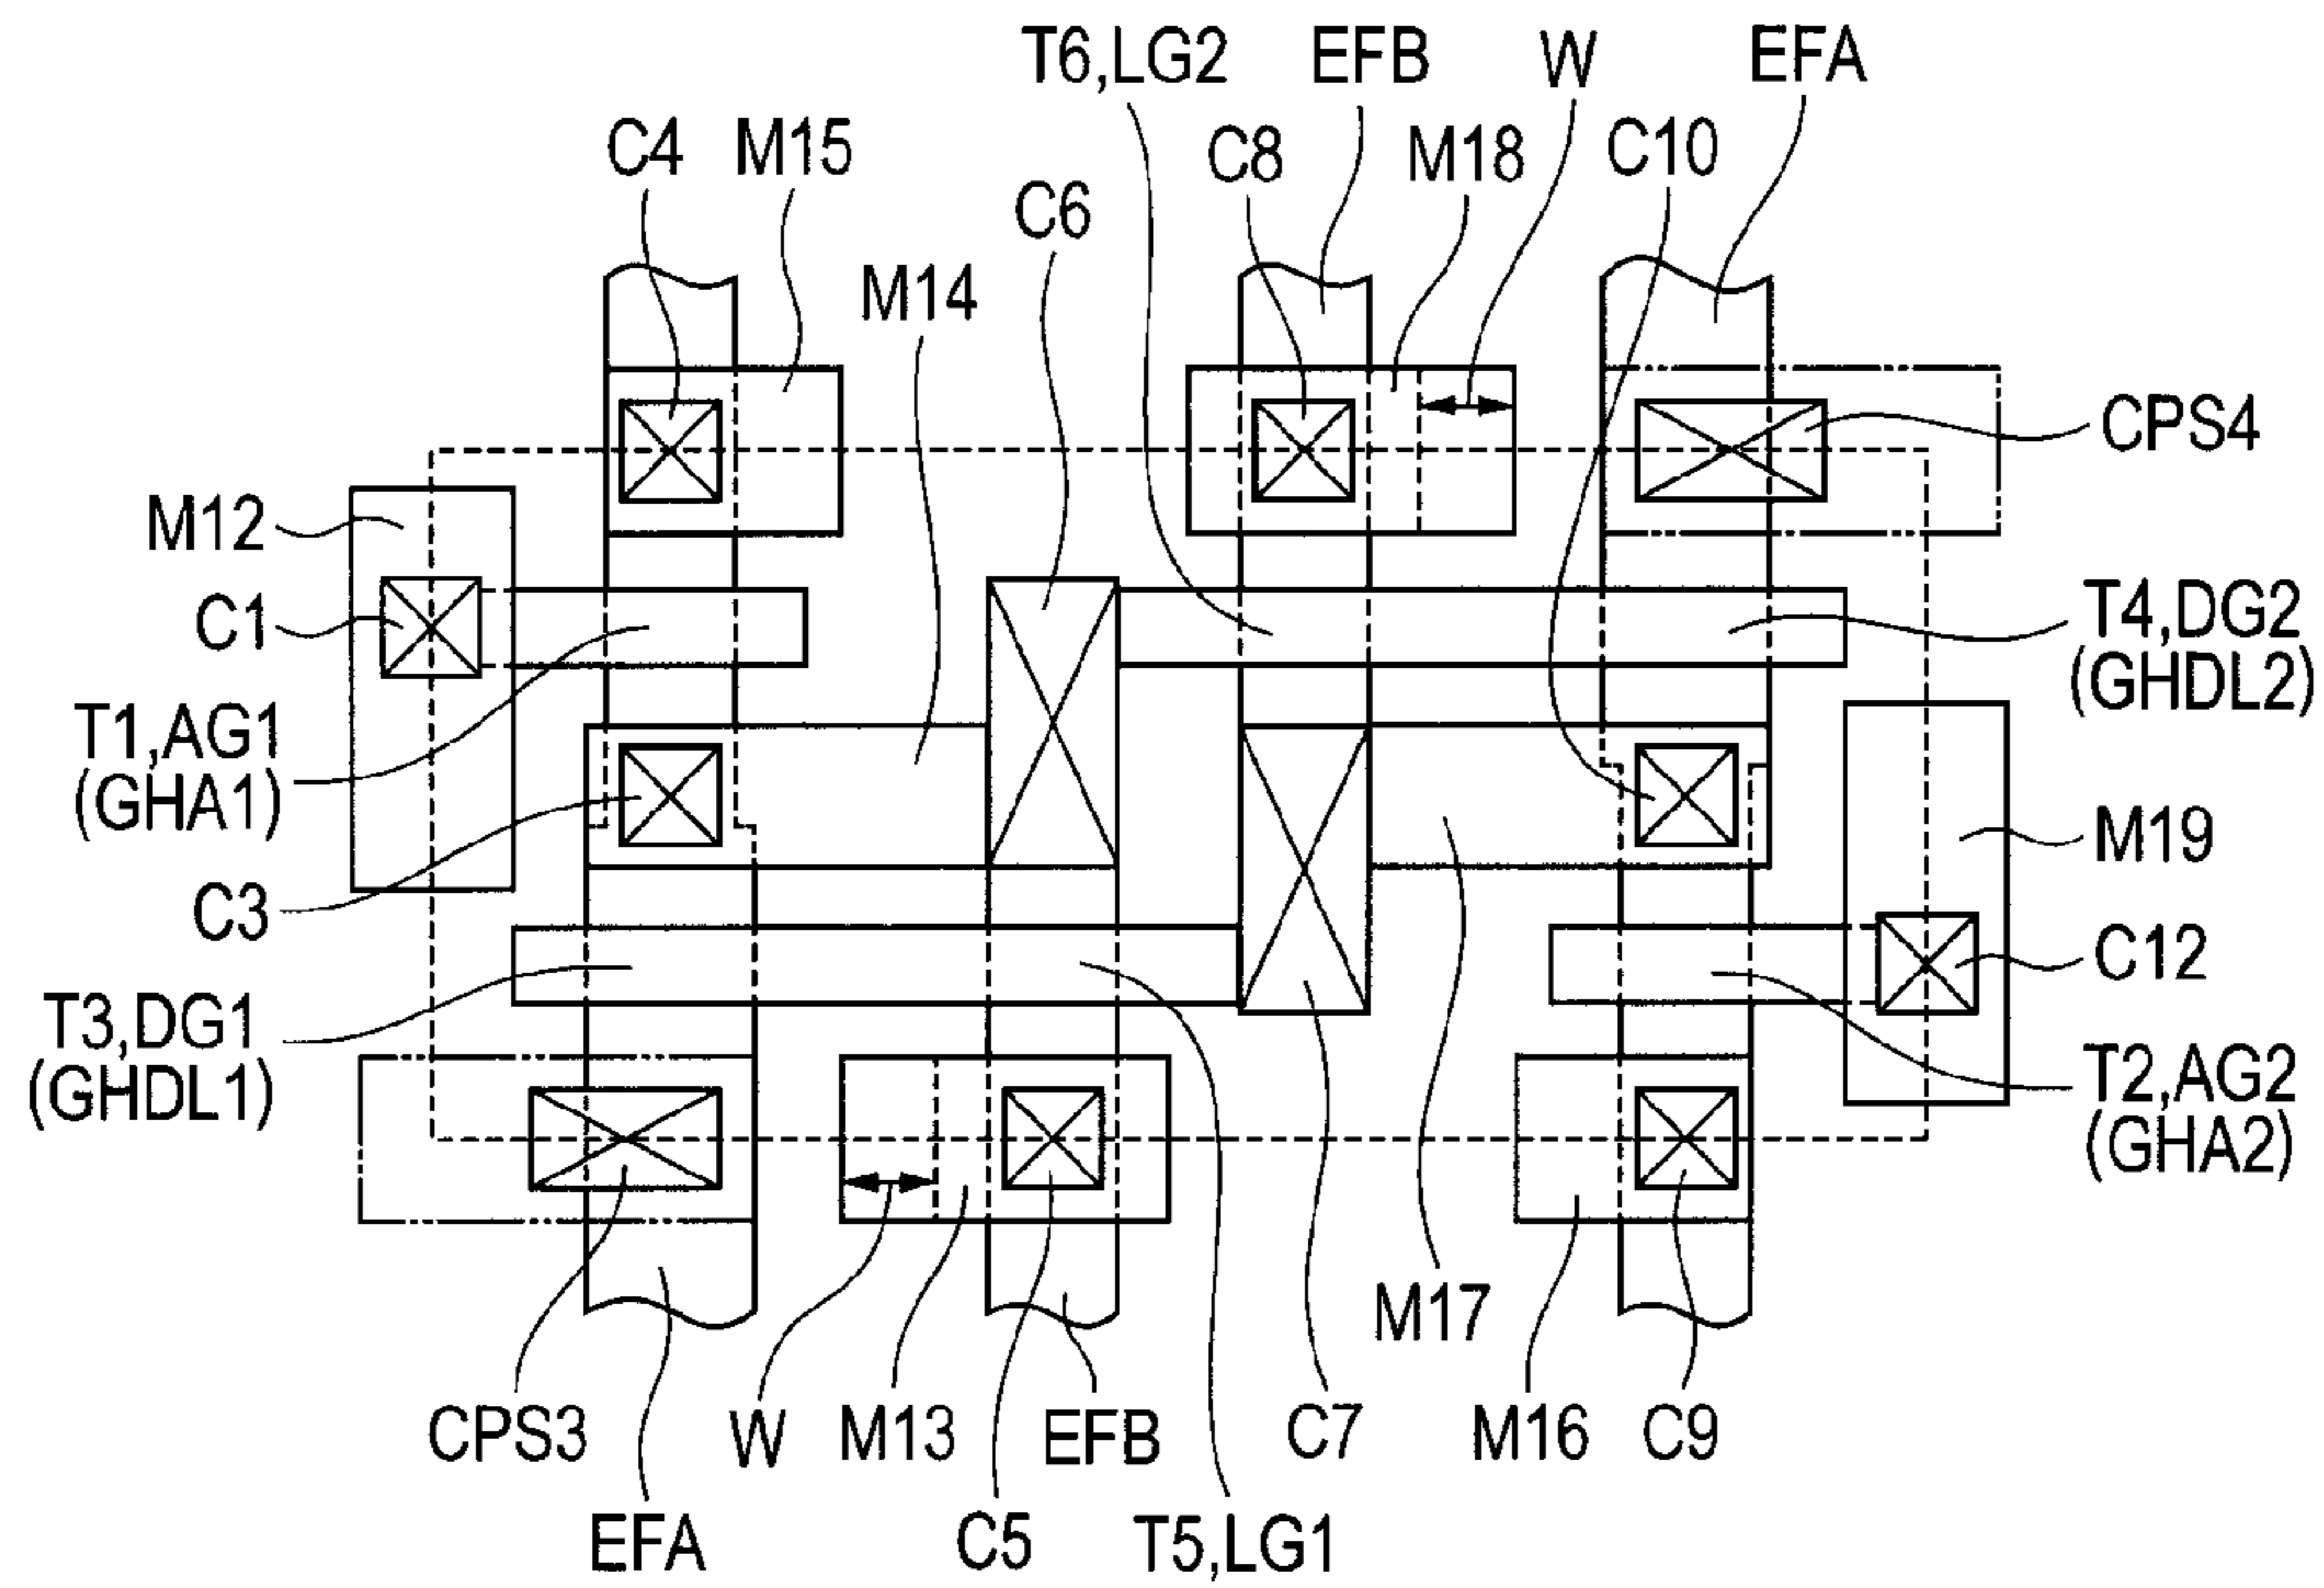 T6,LG2
EFB
W
EFA
C4
M15
C8
M18
C10
C6
M14
CPS4
M12
C1
T4,DG2
(GHDL2)
T1,AG1
(GHA1)
M19
C3
C12
T3,DG1
(GHDL1)
T2,AG2
(GHA2)
M17
CPS3
W
M13
EFB
C7
M16
C9
EFA
C5
T5,LG1